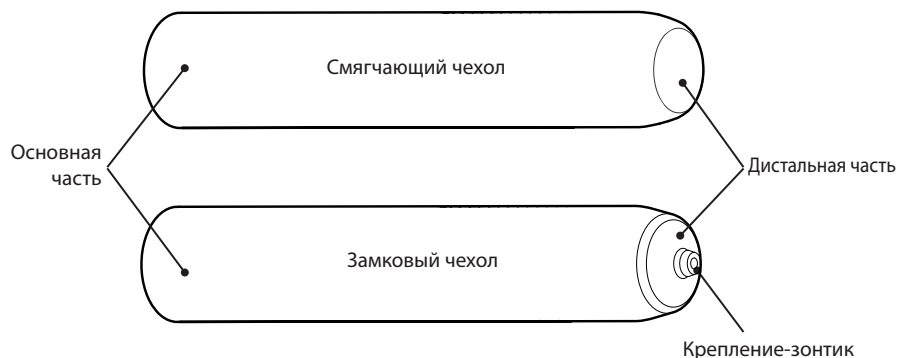 Смягчающий чехол
Основная
часть
Дистальная часть
Замковый чехол
Крепление-зонтик